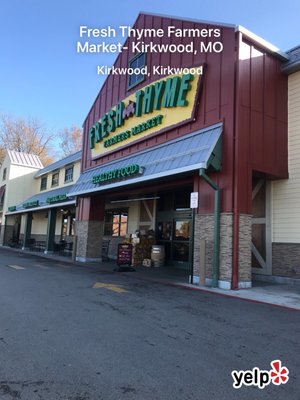 Fresh Thyme Farmers
Market- Kirkwood, MO
Kirkwood, Kirkwood
FRESH THYME
FARMERS MARKET
HEALTHY FOOD
yelp